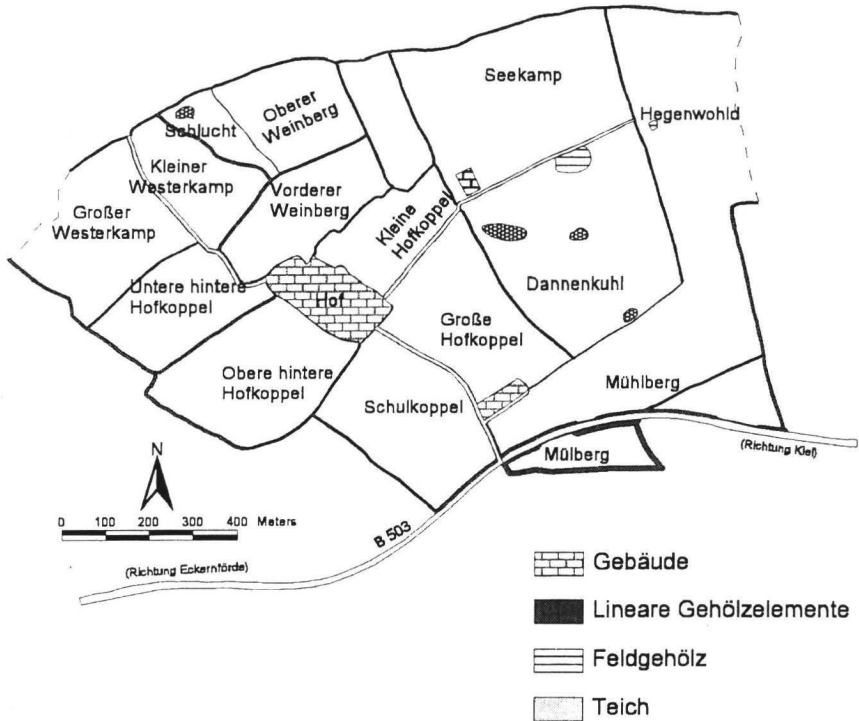 Seekamp
Hegenwohld
Oberer
Weinberg
Schlucht
Kleiner
Westerkamp
Vorderer
Weinberg
Großer
Westerkamp
Kleine
Hofkoppel
Untere hintere
Hofkoppel
Hof
Dannenkuhl
Große
Hofkoppel
Obere hintere
Hofkoppel
Schulkoppel
Mühlberg
Mülberg
(Richtung Kiel)
N
0 100 200 300 400 Meters
B 503
(Richtung Eckernförde)
Gebäude
Lineare Gehölzelemente
Feldgehölz
Teich